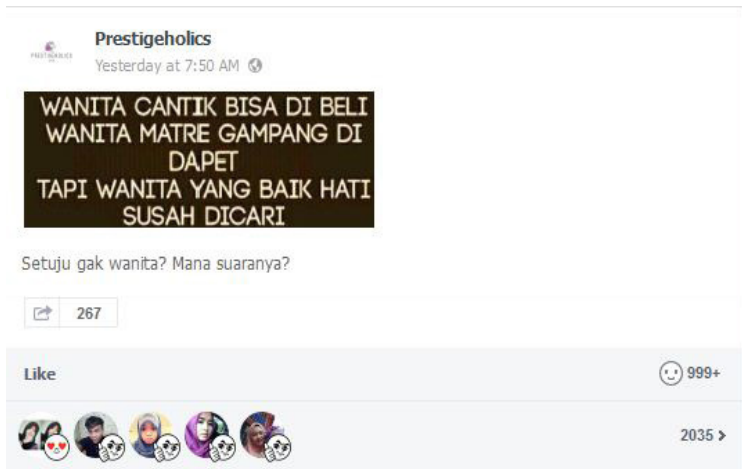 Prestigeholics
PRESTIGEHOLICS
Yesterday at 7:50 AM
WANITA CANTIK BISA DI BELI
WANITA MATRE GAMPANG DI
DAPET
TAPI WANITA YANG BAIK HATI
SUSAH DICARI
Setuju gak wanita? Mana suaranya?
267
Like
999+
2035 >